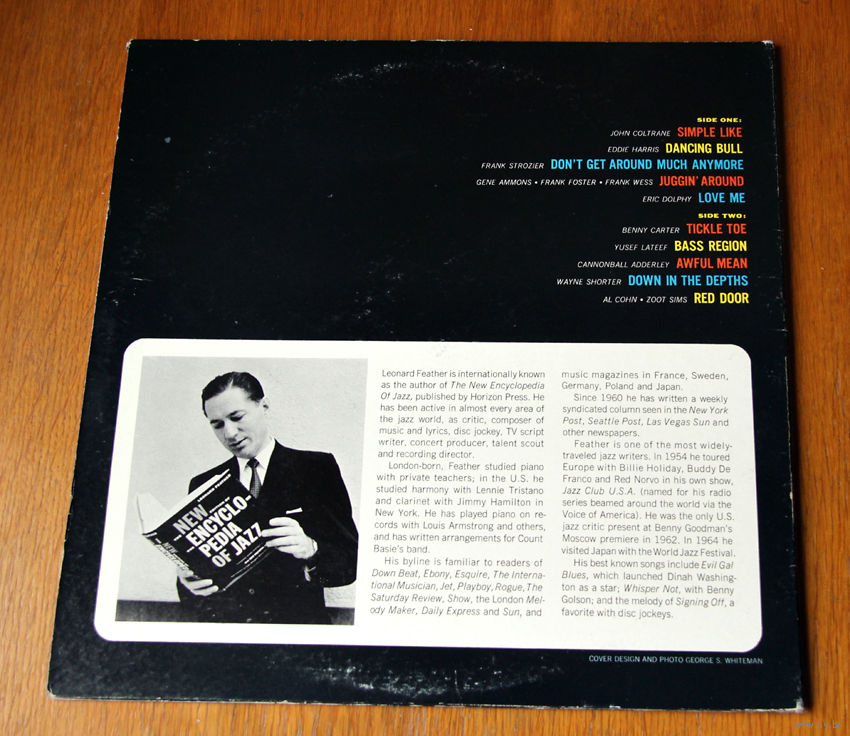 SIDE ONE:
JOHN COLTRANE SIMPLE LIKE
EDDIE HARRIS DANCING BULL
FRANK STROZIER DON'T GET AROUND MUCH ANYMORE
GENE AMMONS • FRANK FOSTER • FRANK WESS JUGGIN' AROUND
ERIC DOLPHY LOVE ME
SIDE TWO:
BENNY CARTER TICKLE TOE
YUSEF LATEEF BASS REGION
CANNONBALL ADDERLEY AWFUL MEAN
WAYNE SHORTER DOWN IN THE DEPTHS
AL COHN • ZOOT SIMS RED DOOR
NEW
ENCYCLO-
PEDIA
OF JAZZ
Leonard Feather is internationally known
as the author of The New Encyclopedia
Of Jazz, published by Horizon Press. He
has been active in almost every area of
the jazz world, as critic, composer of
music and lyrics, disc jockey, TV script
writer, concert producer, talent scout
and recording director.
London-born, Feather studied piano
with private teachers; in the U.S. he
studied harmony with Lennie Tristano
and clarinet with Jimmy Hamilton in
New York. He has played piano on re-
cords with Louis Armstrong and others,
and has written arrangements for Count
Basie's band.
His byline is familiar to readers of
Down Beat, Ebony, Esquire, The Interna-
tional Musician, Jet, Playboy, Rogue, The
Saturday Review, Show, the London Mel-
ody Maker, Daily Express and Sun, and
music magazines in France, Sweden,
Germany, Poland and Japan.
Since 1960 he has written a weekly
syndicated column seen in the New York
Post, Seattle Post, Las Vegas Sun and
other newspapers.
Feather is one of the most widely-
traveled jazz writers. In 1954 he toured
Europe with Billie Holiday, Buddy De
Franco and Red Norvo in his own show,
Jazz Club U.S.A. (named for his radio
series beamed around the world via the
Voice of America). He was the only U.S.
jazz critic present at Benny Goodman's
Moscow premiere in 1962. In 1964 he
visited Japan with the World Jazz Festival.
His best known songs include Evil Gal
Blues, which launched Dinah Washing-
ton as a star; Whisper Not, with Benny
Golson; and the melody of Signing Off, a
favorite with disc jockeys.
COVER DESIGN AND PHOTO GEORGE S. WHITEMAN